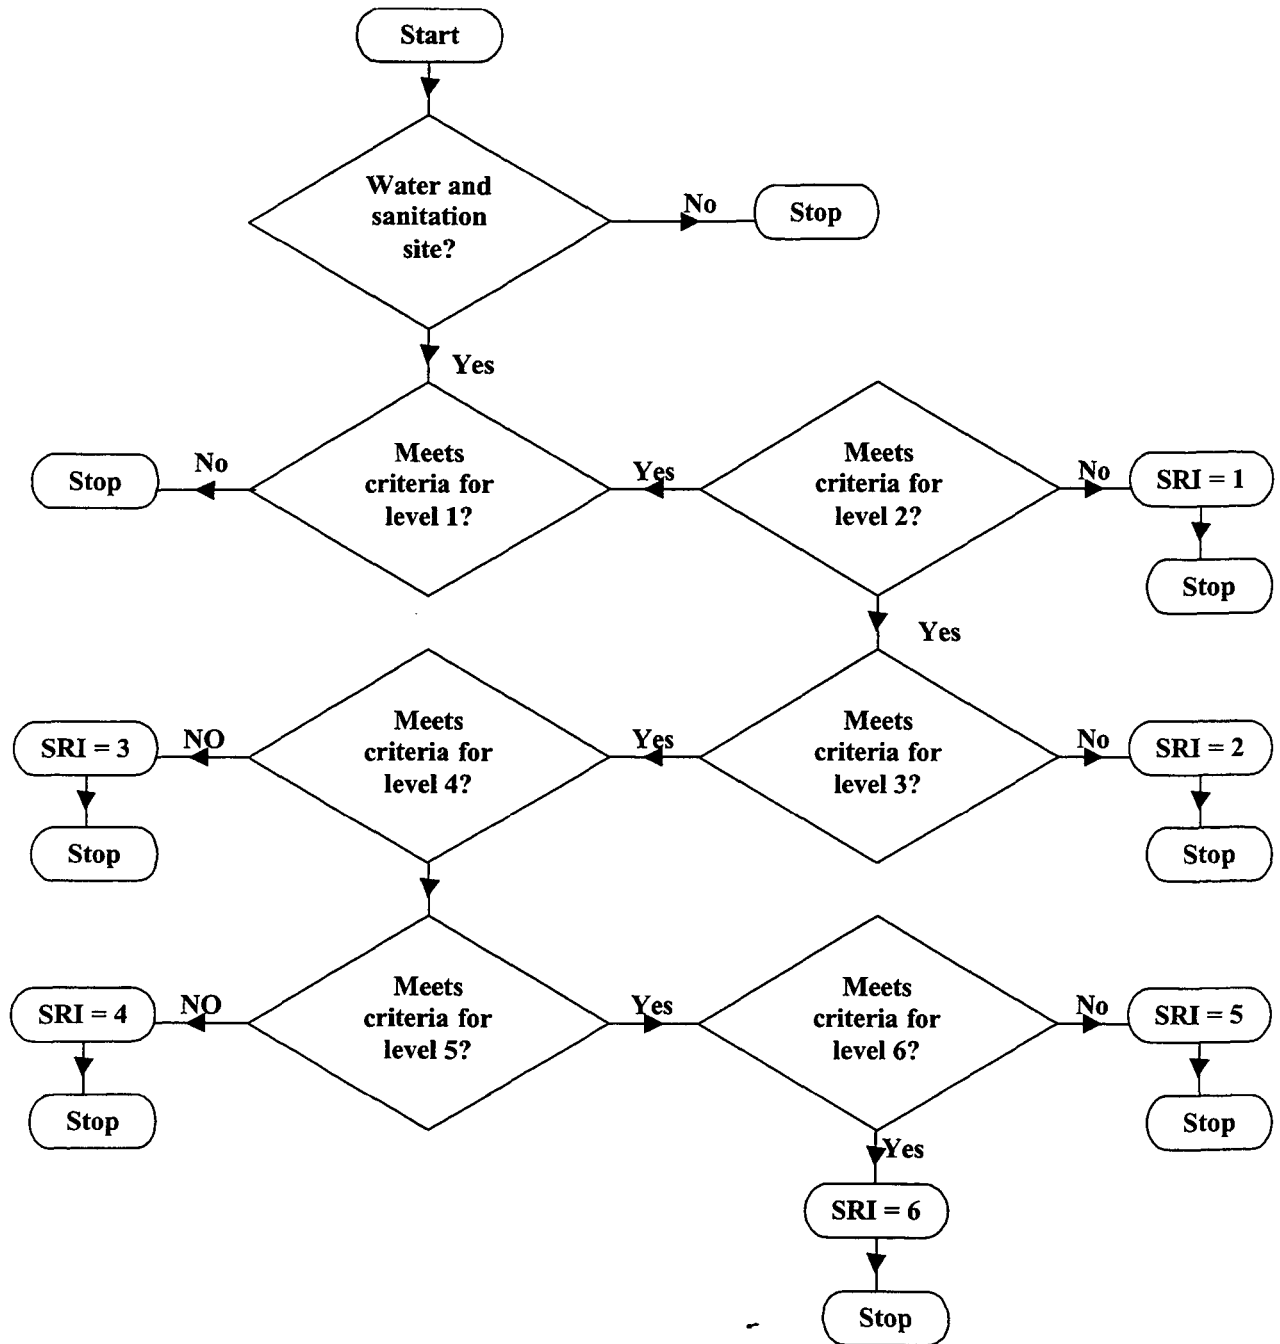 Start
Water and
sanitation
site?
No
Stop
Yes
Stop
No
Meets
criteria for
level 1?
Yes
Meets
criteria for
level 2?
No
SRI = 1
Stop
Yes
SRI = 3
NO
Meets
criteria for
level 4?
Yes
Meets
criteria for
level 3?
No
SRI = 2
Stop
Stop
SRI = 4
NO
Meets
criteria for
level 5?
Yes
Meets
criteria for
level 6?
No
SRI = 5
Stop
Stop
Yes
SRI = 6
Stop